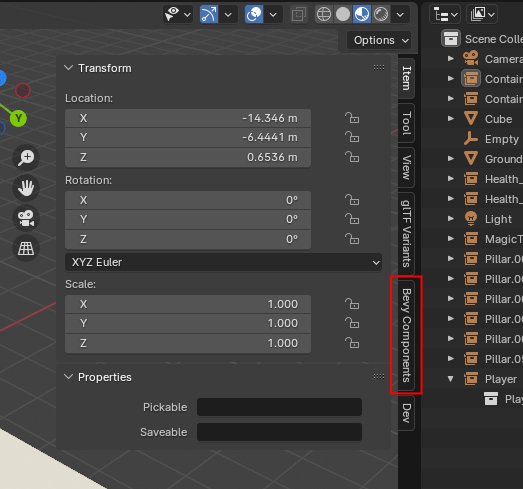 Options
Transform
Location:
X -14.346 m
Y -6.4441 m
Z 0.6536 m
Rotation:
X 0°
Y 0°
Z 0°
XYZ Euler
Scale:
X 1.000
Y 1.000
Z 1.000
Properties
Pickable
Saveable
Y
Item
Tool
View
glTF Variants
Bevy Components
Dev
Scene Colle
Camera
Contain
Contain
Cube
Empty
Ground
Health_
Health_
Light
MagicT
Pillar.0
Pillar.0
Pillar.0
Pillar.0
Pillar.0
Pillar.05
Player
Play